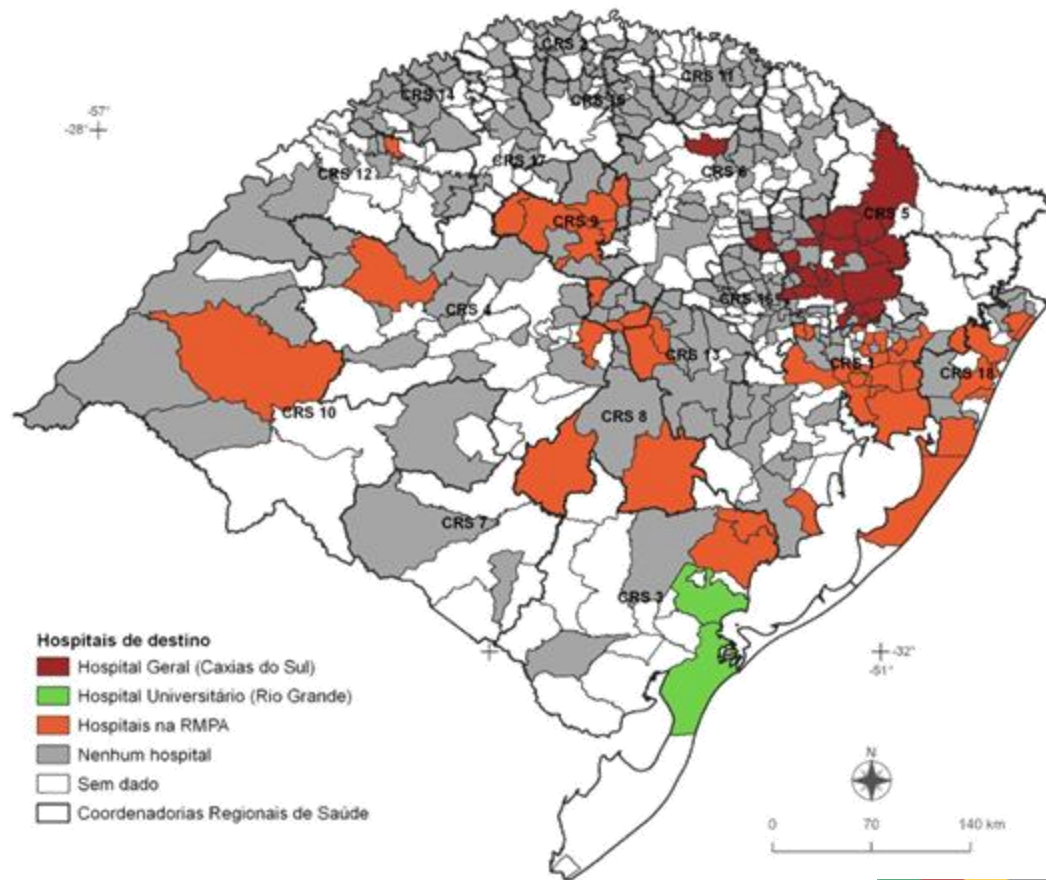 CRS 2
CRS 11
CRS 14
CRS 15
-57°
-28°
CRS 17
CRS 12
CRS 6
CRS 9
CRS 5
CRS 4
CRS 16
CRS 13
CRS 1
CRS 18
CRS 10
CRS 8
CRS 7
CRS 3
Hospitais de destino
Hospital Geral (Caxias do Sul)
Hospital Universitário (Rio Grande)
Hospitais na RMPA
Nenhum hospital
Sem dado
Coordenadorias Regionais de Saúde
-32°
-51°
N
0 70 140 km